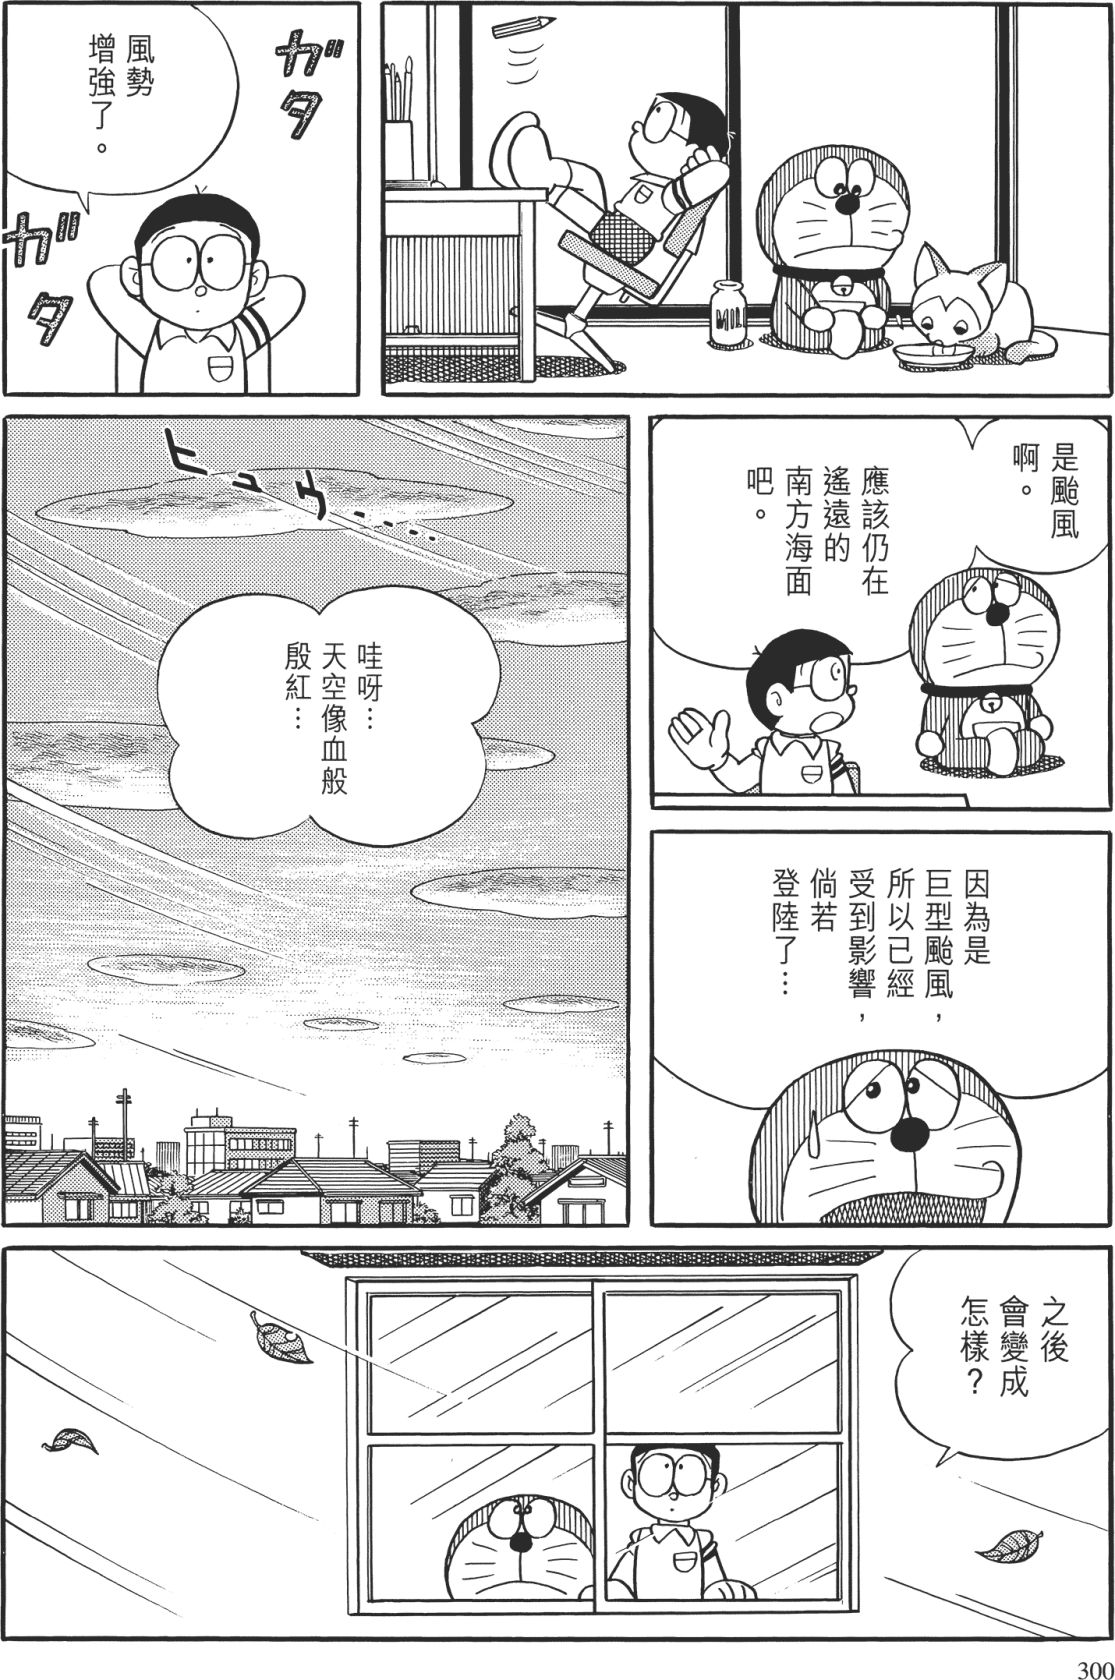 MIL
ガタ
ガタ
風勢
增強了。
是颱風
啊。
應該仍在
遙遠的
南方海面
吧。
ヒュウ……
哇呀…
天空像血般
殷紅…
因為是
巨型颱風，
所以已經
受到影響，
倘若
登陸了…
之後
會變成
怎樣？
300